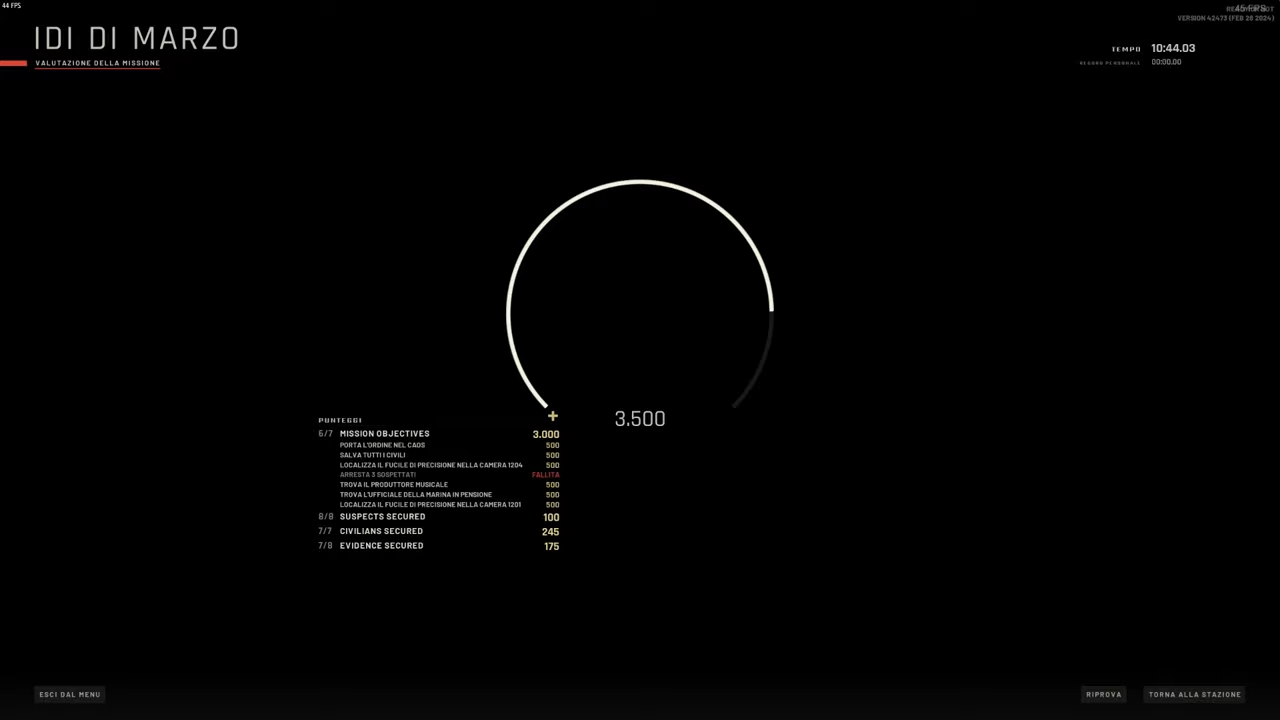 44 FPS
IDI DI MARZO
VALUTAZIONE DELLA MISSIONE
45 FPS
VERSION 42473 (FEB 26 2024)
TEMPO 10:44.03
RECORD PERSONALE 00:00.00
3.500
PUNTEGGI
6/7 MISSION OBJECTIVES 3.000
PORTA L'ORDINE NEL CAOS 500
SALVA TUTTI I CIVILI 500
LOCALIZZA IL FUCILE DI PRECISIONE NELLA CAMERA 1204 500
ARRESTA 3 SOSPETTATI FALLITA
TROVA IL PRODUTTORE MUSICALE 500
TROVA L'UFFICIALE DELLA MARINA IN PENSIONE 500
LOCALIZZA IL FUCILE DI PRECISIONE NELLA CAMERA 1201 500
8/8 SUSPECTS SECURED 100
7/7 CIVILIANS SECURED 245
7/8 EVIDENCE SECURED 175
ESCI DAL MENU
RIPROVA
TORNA ALLA STAZIONE